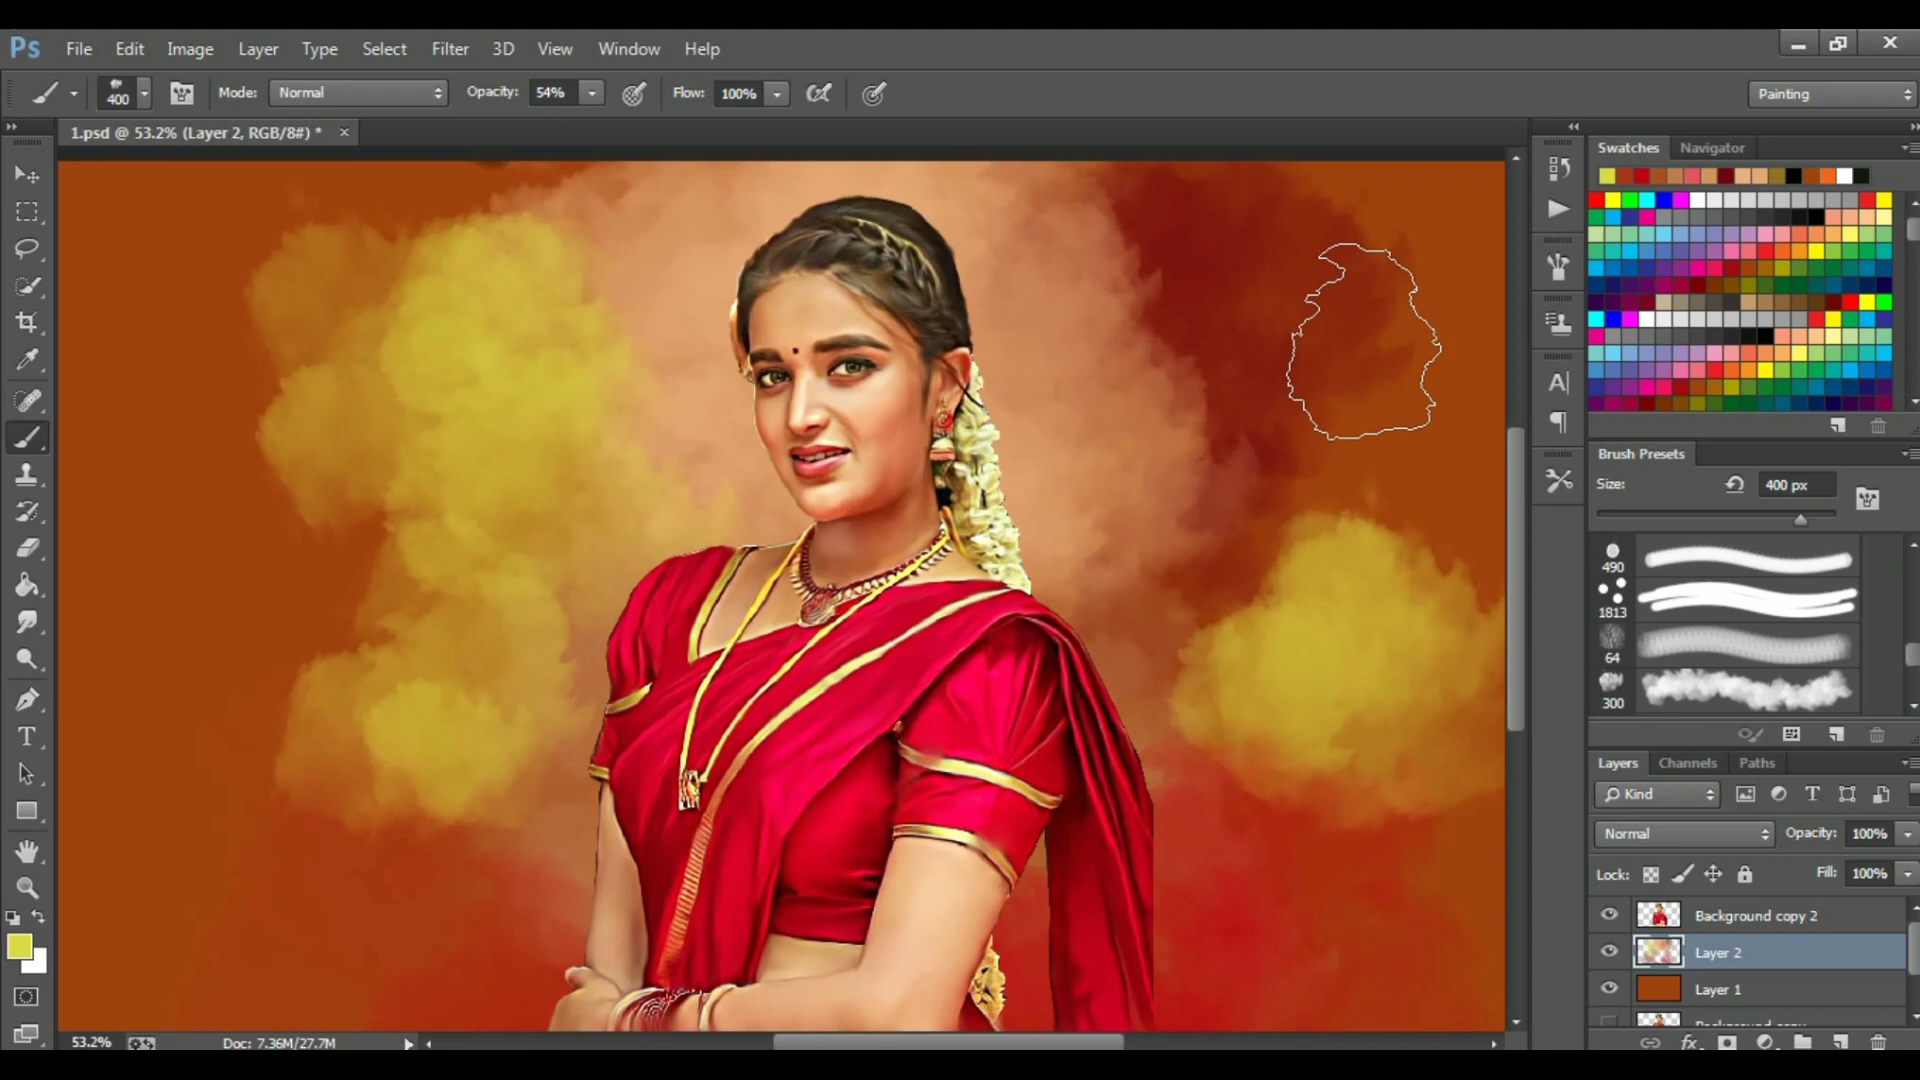 Ps File Edit Image Layer Type Select Filter 3D View Window Help
400 Mode: Normal Opacity: 54% Flow: 100% Painting
1.psd @ 53.2% (Layer 2, RGB/8#) * ×
Swatches Navigator
Brush Presets
Size: 400 px
490
1813
64
300
Layers Channels Paths
Kind
Normal Opacity: 100%
Lock: Fill: 100%
Background copy 2
Layer 2
Layer 1
Background copy
53.2% Doc: 7.36M/27.7M